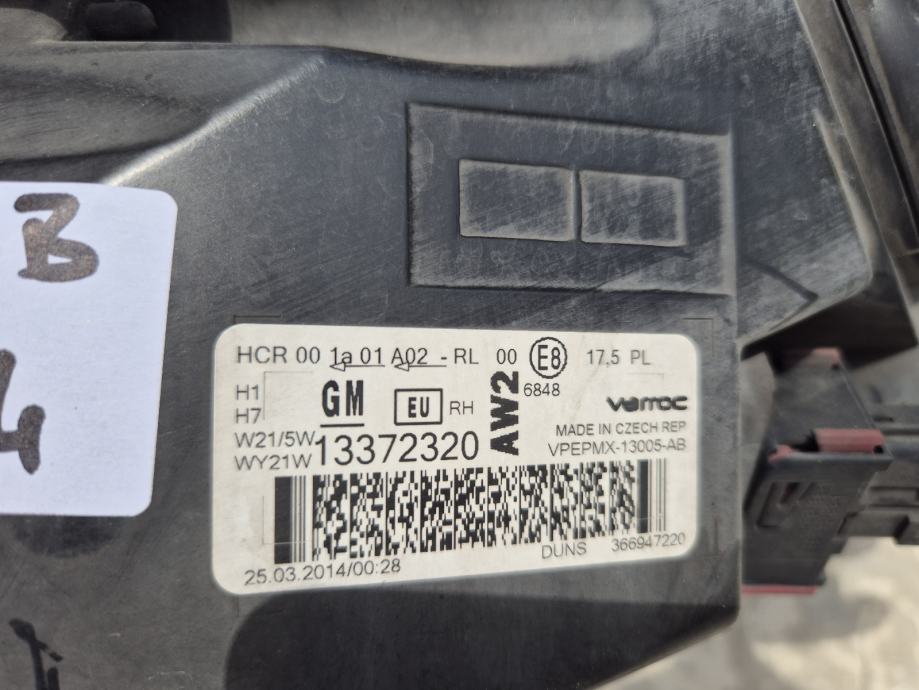 B
4
HCR 00 1a 01 A02 - RL 00 E8 17,5 PL
6848
H1
H7
GM EU RH AW2 varroc
MADE IN CZECH REP
W21/5W
WY21W 13372320 VPEPMX-13005-AB
DUNS 366947220
25.03.2014/00:28